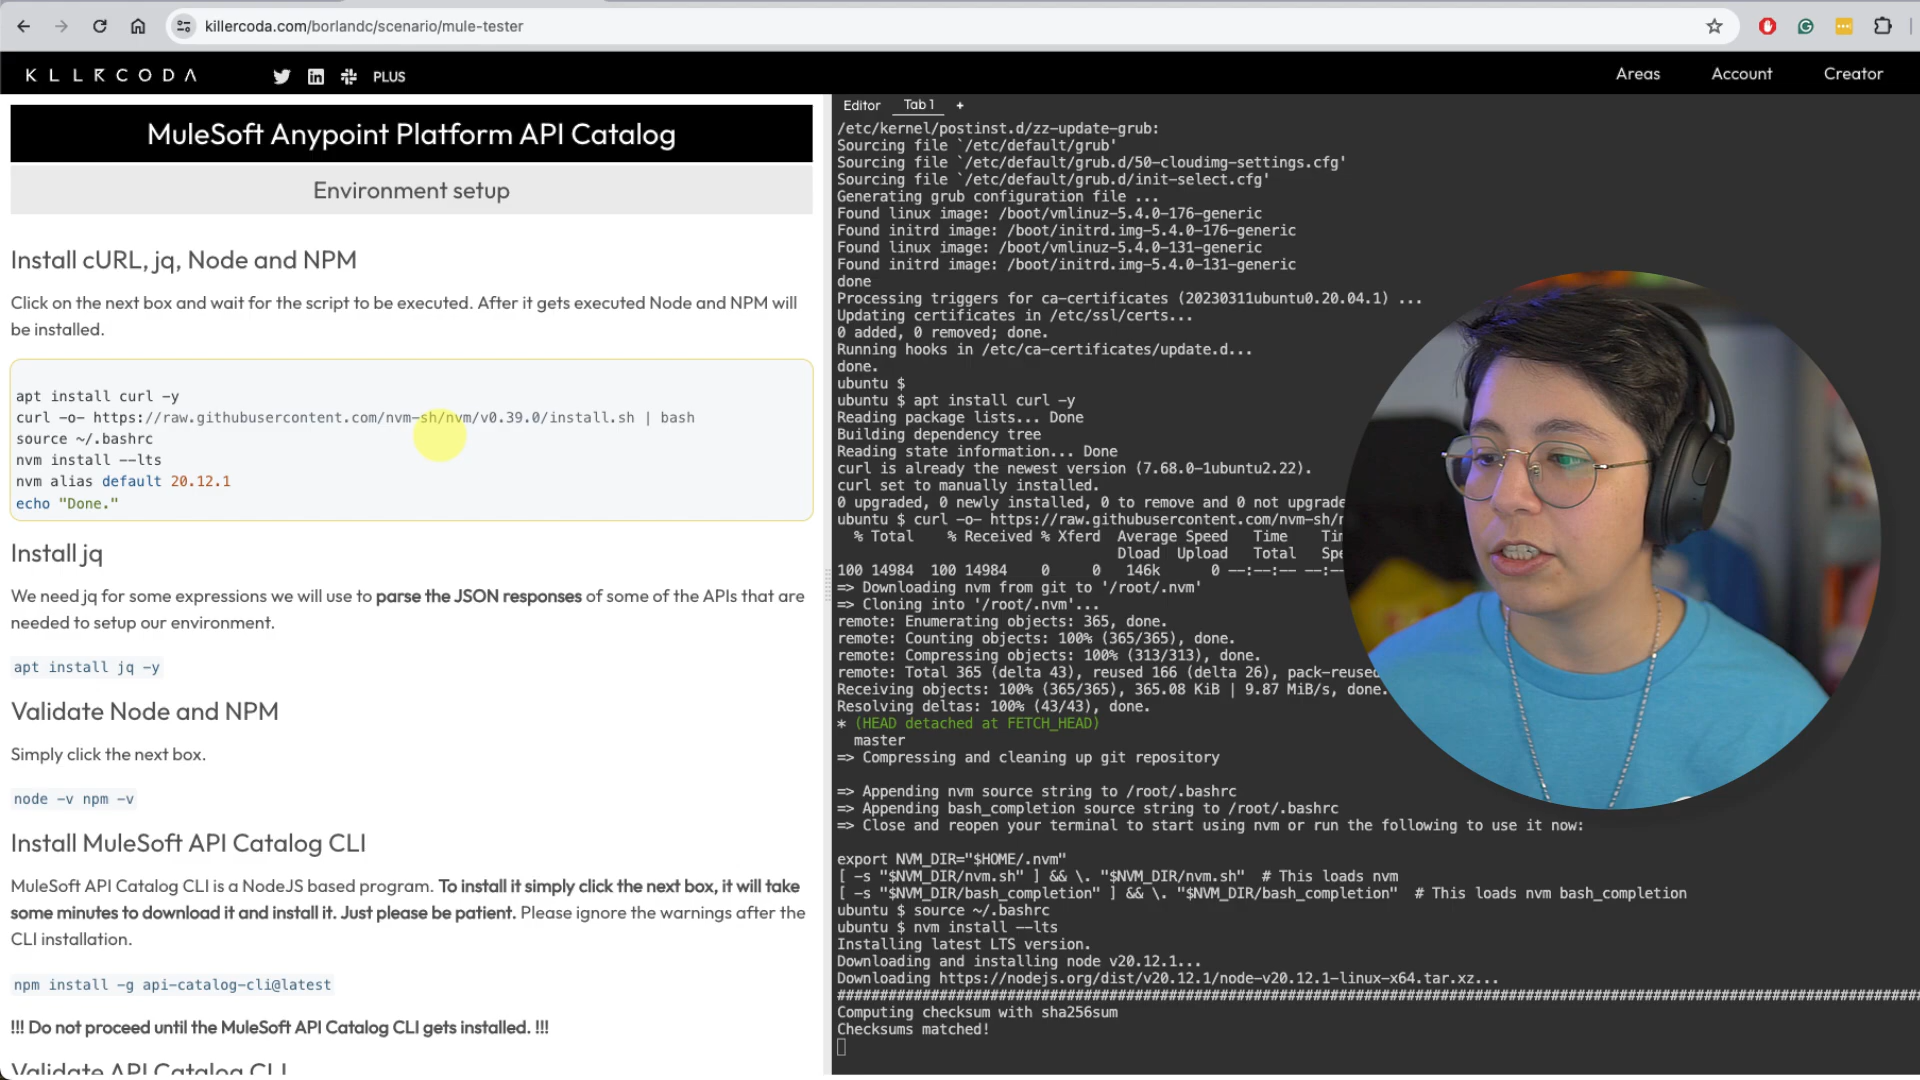 killercoda.com/borlandc/scenario/mule-tester
KLLRCODA
PLUS
Areas
Account
Creator
MuleSoft Anypoint Platform API Catalog
Environment setup
Install cURL, jq, Node and NPM
Click on the next box and wait for the script to be executed. After it gets executed Node and NPM will
be installed.
apt install curl -y
curl -o- https://raw.githubusercontent.com/nvm-sh/nvm/v0.39.0/install.sh | bash
source ~/.bashrc
nvm install --lts
nvm alias default 20.12.1
echo "Done."
Install jq
We need jq for some expressions we will use to parse the JSON responses of some of the APIs that are
needed to setup our environment.
apt install jq -y
Validate Node and NPM
Simply click the next box.
node -v npm -v
Install MuleSoft API Catalog CLI
MuleSoft API Catalog CLI is a NodeJS based program. To install it simply click the next box, it will take
some minutes to download it and install it. Just please be patient. Please ignore the warnings after the
CLI installation.
npm install -g api-catalog-cli@latest
!!! Do not proceed until the MuleSoft API Catalog CLI gets installed. !!!
Validate API Catalog CLI
Editor
Tab 1
+
/etc/kernel/postinst.d/zz-update-grub:
Sourcing file `/etc/default/grub'
Sourcing file `/etc/default/grub.d/50-cloudimg-settings.cfg'
Sourcing file `/etc/default/grub.d/init-select.cfg'
Generating grub configuration file ...
Found linux image: /boot/vmlinuz-5.4.0-176-generic
Found initrd image: /boot/initrd.img-5.4.0-176-generic
Found linux image: /boot/vmlinuz-5.4.0-131-generic
Found initrd image: /boot/initrd.img-5.4.0-131-generic
done
Processing triggers for ca-certificates (20230311ubuntu0.20.04.1) ...
Updating certificates in /etc/ssl/certs...
0 added, 0 removed; done.
Running hooks in /etc/ca-certificates/update.d...
done.
ubuntu $
ubuntu $ apt install curl -y
Reading package lists... Done
Building dependency tree
Reading state information... Done
curl is already the newest version (7.68.0-1ubuntu2.22).
curl set to manually installed.
0 upgraded, 0 newly installed, 0 to remove and 0 not upgrade
ubuntu $ curl -o- https://raw.githubusercontent.com/nvm-sh/
% Total % Received % Xferd Average Speed Time
Dload Upload Total
100 14984 100 14984 0 0 146k 0 --:--:-- --:--
=> Downloading nvm from git to '/root/.nvm'
=> Cloning into '/root/.nvm'...
remote: Enumerating objects: 365, done.
remote: Counting objects: 100% (365/365), done.
remote: Compressing objects: 100% (313/313), done.
remote: Total 365 (delta 43), reused 166 (delta 26), pack-reused
Receiving objects: 100% (365/365), 365.08 KiB | 9.87 MiB/s, done.
Resolving deltas: 100% (43/43), done.
* (HEAD detached at FETCH_HEAD)
master
=> Compressing and cleaning up git repository
=> Appending nvm source string to /root/.bashrc
=> Appending bash_completion source string to /root/.bashrc
=> Close and reopen your terminal to start using nvm or run the following to use it now:
export NVM_DIR="$HOME/.nvm"
[ -s "$NVM_DIR/nvm.sh" ] && \. "$NVM_DIR/nvm.sh" # This loads nvm
[ -s "$NVM_DIR/bash_completion" ] && \. "$NVM_DIR/bash_completion" # This loads nvm bash_completion
ubuntu $ source ~/.bashrc
ubuntu $ nvm install --lts
Installing latest LTS version.
Downloading and installing node v20.12.1...
Downloading https://nodejs.org/dist/v20.12.1/node-v20.12.1-linux-x64.tar.xz...
Computing checksum with sha256sum
Checksums matched!